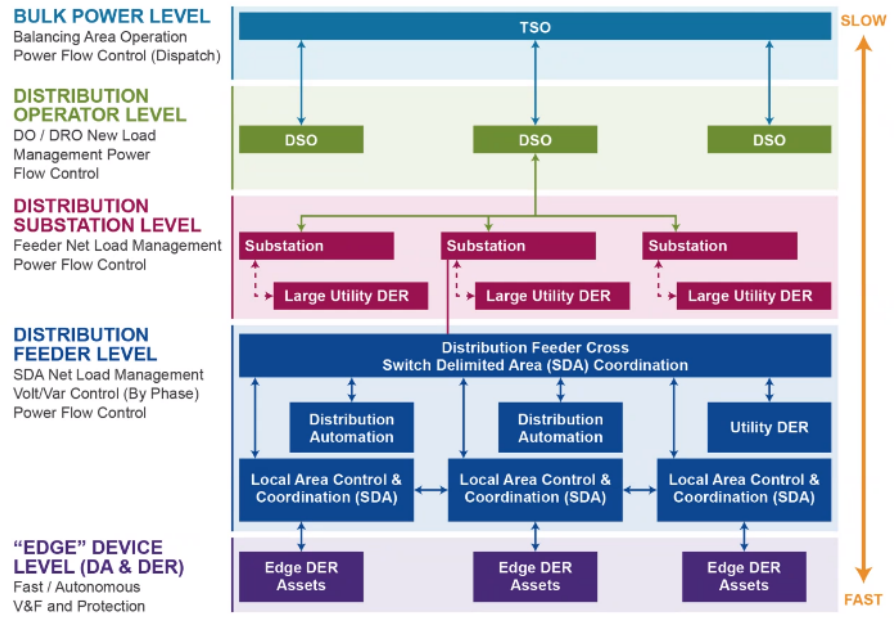 BULK POWER LEVEL
Balancing Area Operation
Power Flow Control (Dispatch)
TSO
SLOW
DISTRIBUTION
OPERATOR LEVEL
DO / DRO New Load
Management Power
Flow Control
DSO
DSO
DSO
DISTRIBUTION
SUBSTATION LEVEL
Feeder Net Load Management
Power Flow Control
Substation
Substation
Substation
Large Utility DER
Large Utility DER
Large Utility DER
DISTRIBUTION
FEEDER LEVEL
SDA Net Load Management
Volt/Var Control (By Phase)
Power Flow Control
Distribution Feeder Cross
Switch Delimited Area (SDA) Coordination
Distribution
Automation
Distribution
Automation
Utility DER
Local Area Control &
Coordination (SDA)
Local Area Control &
Coordination (SDA)
Local Area Control &
Coordination (SDA)
“EDGE” DEVICE
LEVEL (DA & DER)
Fast / Autonomous
V&F and Protection
Edge DER
Assets
Edge DER
Assets
Edge DER
Assets
FAST